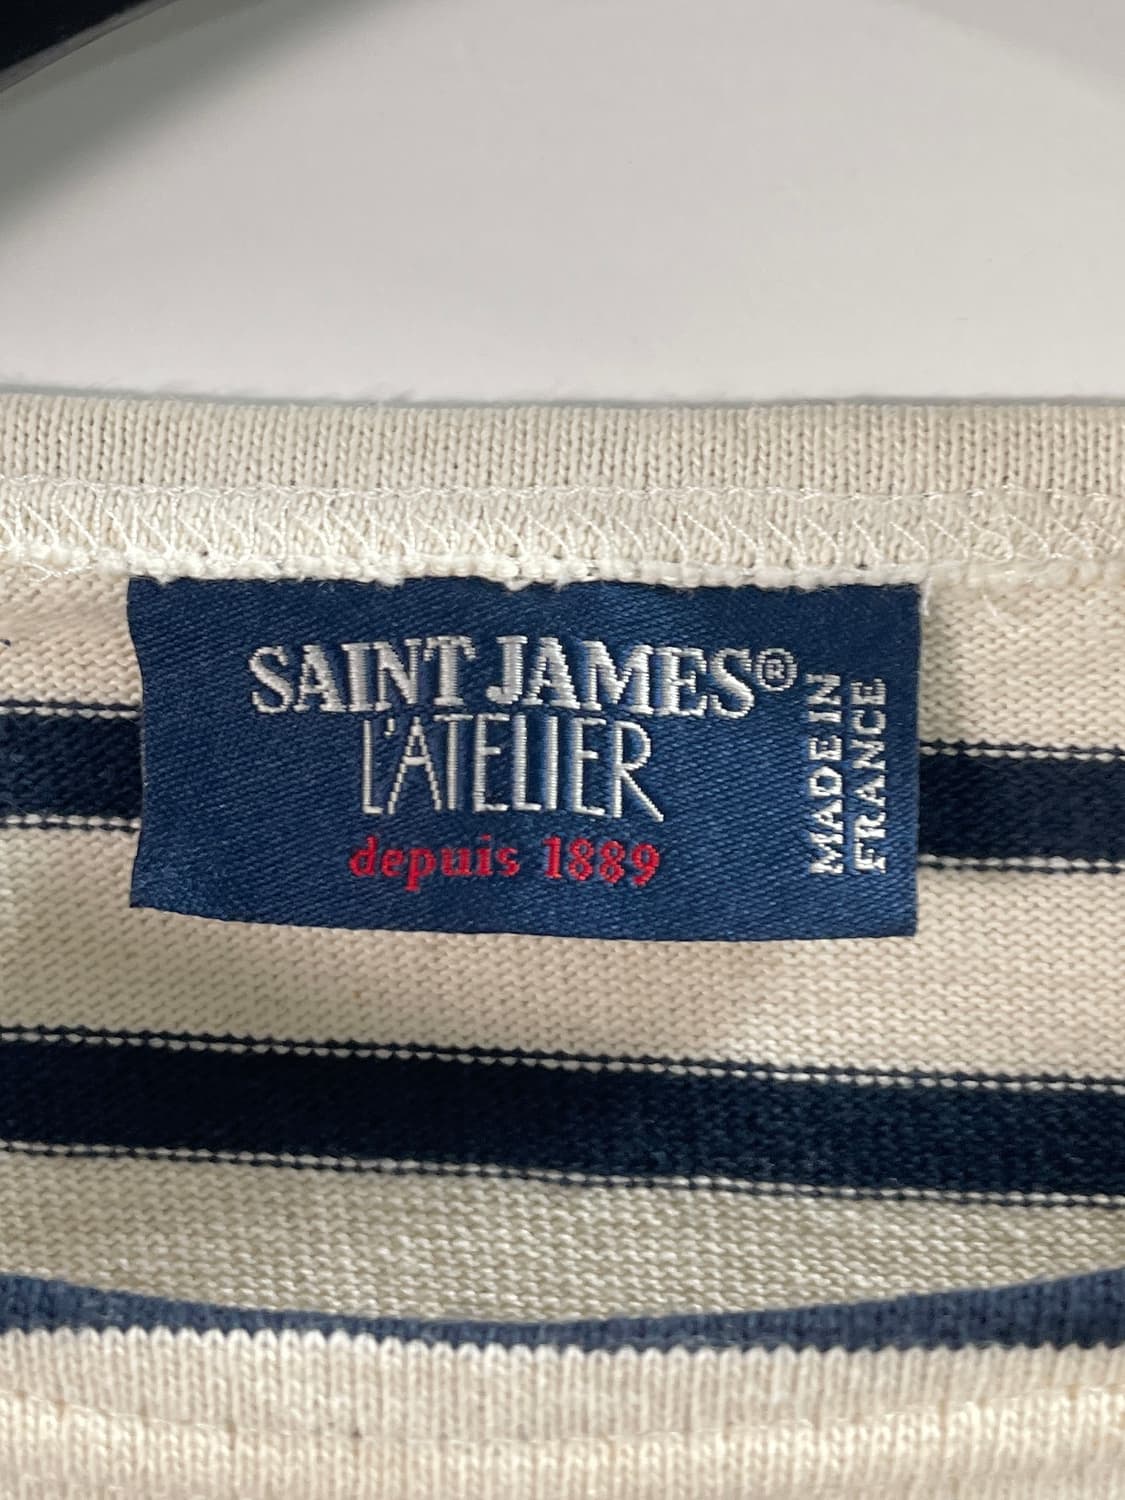 SAINT JAMES®
L'ATELIER
depuis 1889
MADE IN
FRANCE